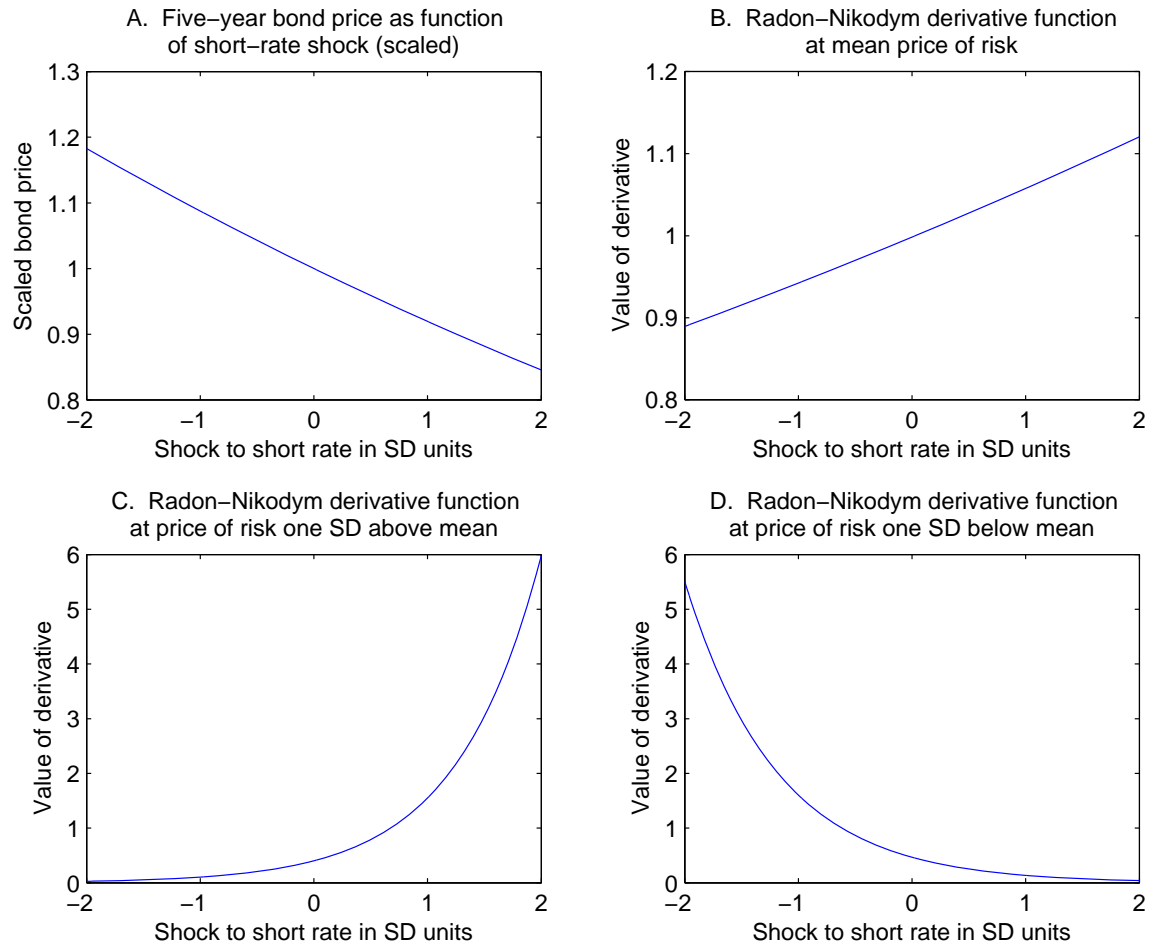 A. Five−year bond price as function
of short−rate shock (scaled)
1.3
1.2
1.1
1
0.9
0.8
Scaled bond price
−2 −1 0 1 2
Shock to short rate in SD units
B. Radon−Nikodym derivative function
at mean price of risk
1.2
1.1
1
0.9
0.8
Value of derivative
−2 −1 0 1 2
Shock to short rate in SD units
C. Radon−Nikodym derivative function
at price of risk one SD above mean
6
5
4
3
2
1
0
Value of derivative
−2 −1 0 1 2
Shock to short rate in SD units
D. Radon−Nikodym derivative function
at price of risk one SD below mean
6
5
4
3
2
1
0
Value of derivative
−2 −1 0 1 2
Shock to short rate in SD units